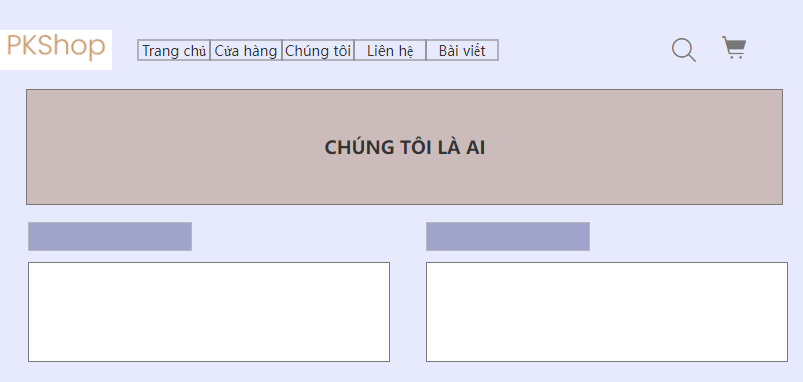 PKShop
Trang chủ Cửa hàng Chúng tôi Liên hệ Bài viết
CHÚNG TÔI LÀ AI